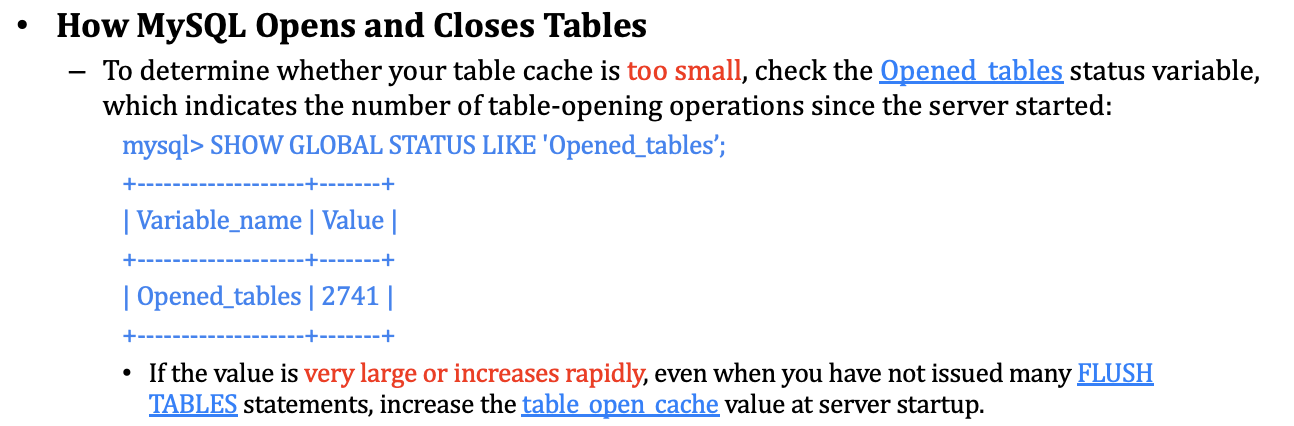 • How MySQL Opens and Closes Tables
– To determine whether your table cache is too small, check the Opened_tables status variable,
which indicates the number of table-opening operations since the server started:
mysql> SHOW GLOBAL STATUS LIKE 'Opened_tables’;
+-------------------+-------+
| Variable_name | Value |
+-------------------+-------+
| Opened_tables | 2741 |
+-------------------+-------+
• If the value is very large or increases rapidly, even when you have not issued many FLUSH
TABLES statements, increase the table_open_cache value at server startup.